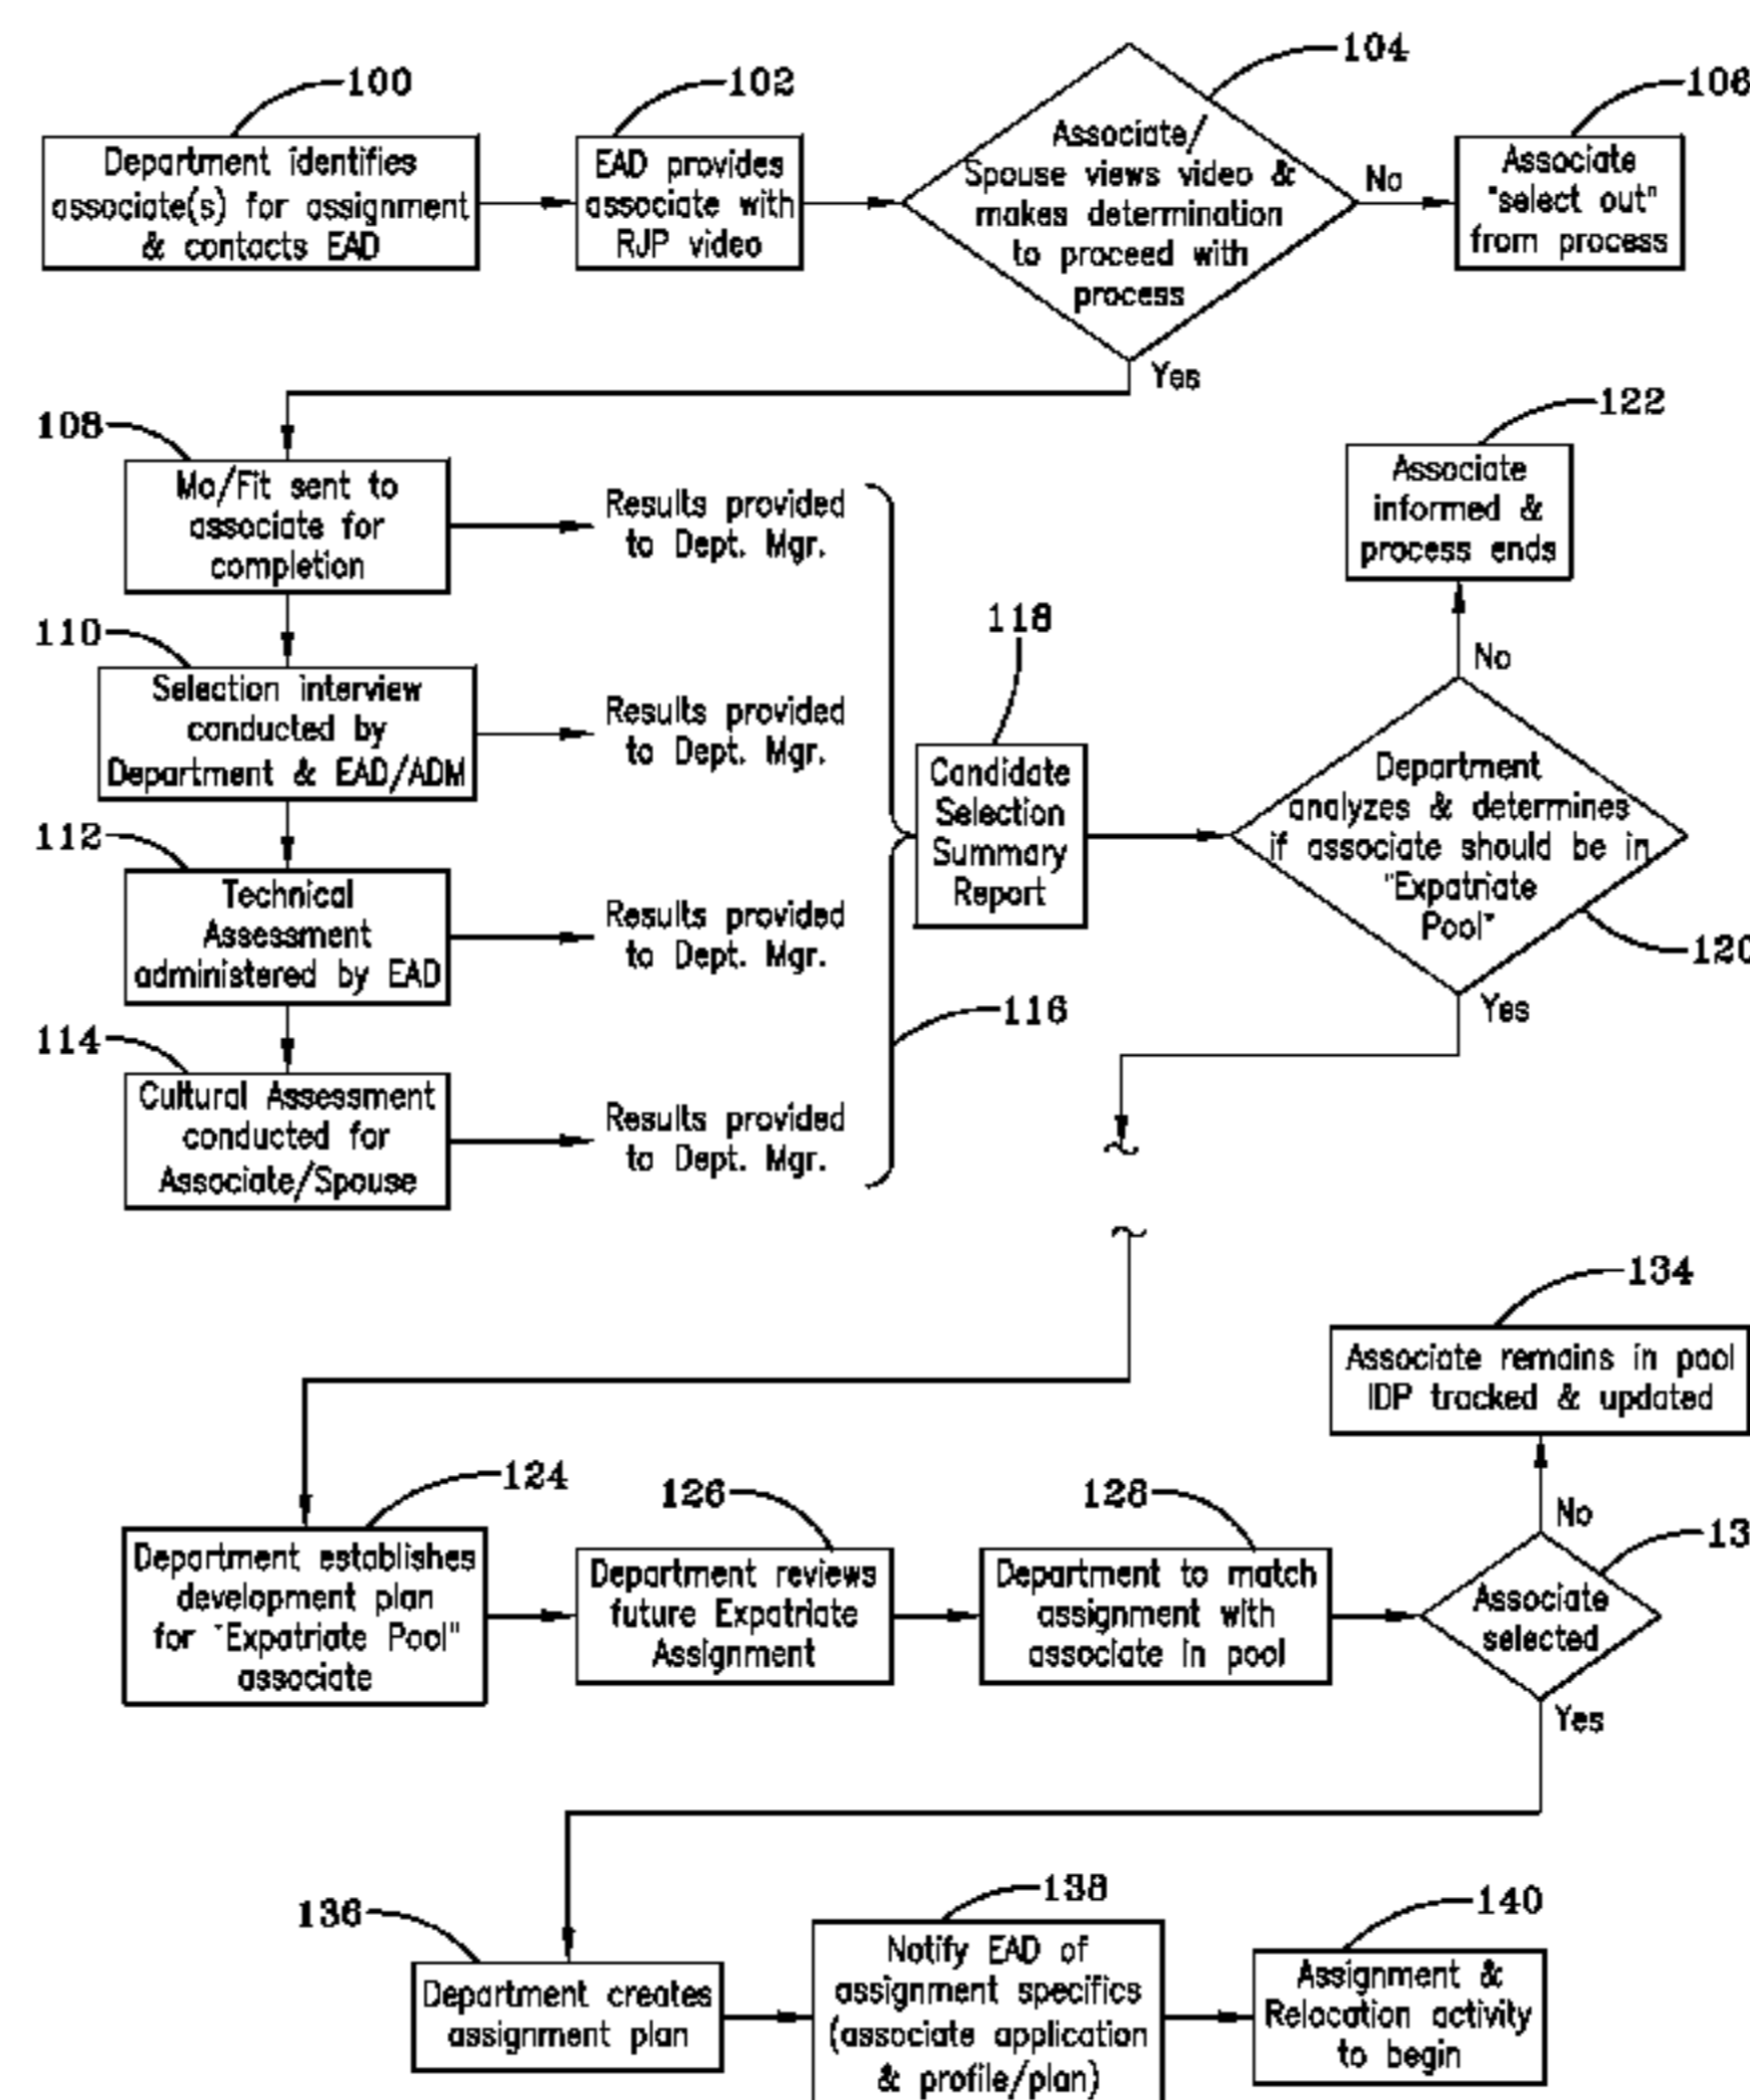 100
102
104
106
Department identifies
associate(s) for assignment
& contacts EAD
EAD provides
associate with
RJP video
Associate/
Spouse views video &
makes determination
to proceed with
process
No
Yes
Associate
"select out"
from process
108
Mo/Fit sent to
associate for
completion
Results provided
to Dept. Mgr.
110
Selection interview
conducted by
Department & EAD/ADM
Results provided
to Dept. Mgr.
112
Technical
Assessment
administered by EAD
Results provided
to Dept. Mgr.
114
Cultural Assessment
conducted for
Associate/Spouse
Results provided
to Dept. Mgr.
116
118
Candidate
Selection
Summary
Report
122
Associate
informed &
process ends
No
Department
analyzes & determines
if associate should be in
"Expatriate
Pool"
120
Yes
124
Department establishes
development plan
for "Expatriate Pool"
associate
126
Department reviews
future Expatriate
Assignment
128
Department to match
assignment with
associate in pool
134
Associate remains in pool
IDP tracked & updated
No
13
Associate
selected
Yes
136
Department creates
assignment plan
138
Notify EAD of
assignment specifics
(associate application
& profile/plan)
140
Assignment &
Relocation activity
to begin